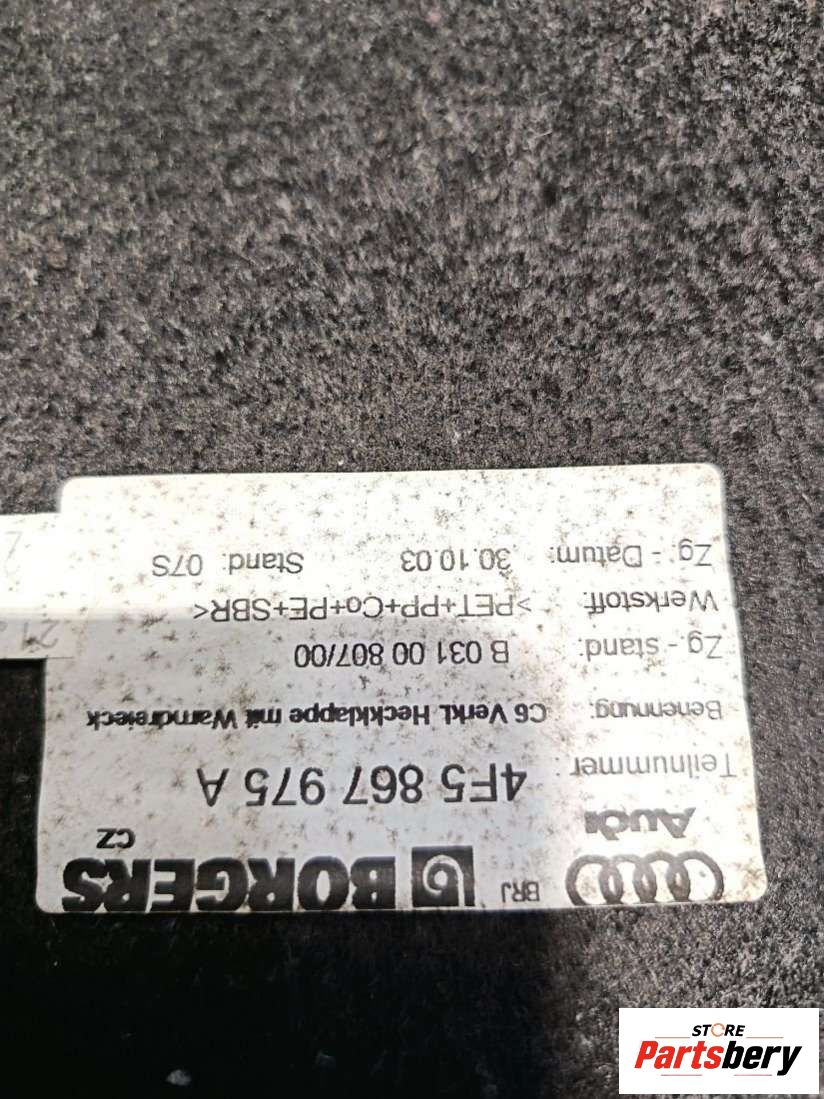 Audi
BRJ BORGERS
CZ
Teilnummer: 4F5 867 975 A
Benennung: C6 Verkl. Heckklappe mit Warndreieck
Zg. - stand: B 031 00 807/00
Werkstoff: >PET+PP+Co+PE+SBR<
Zg. - Datum: 30.10.03 Stand: 07S
21
STORE
Partsbery